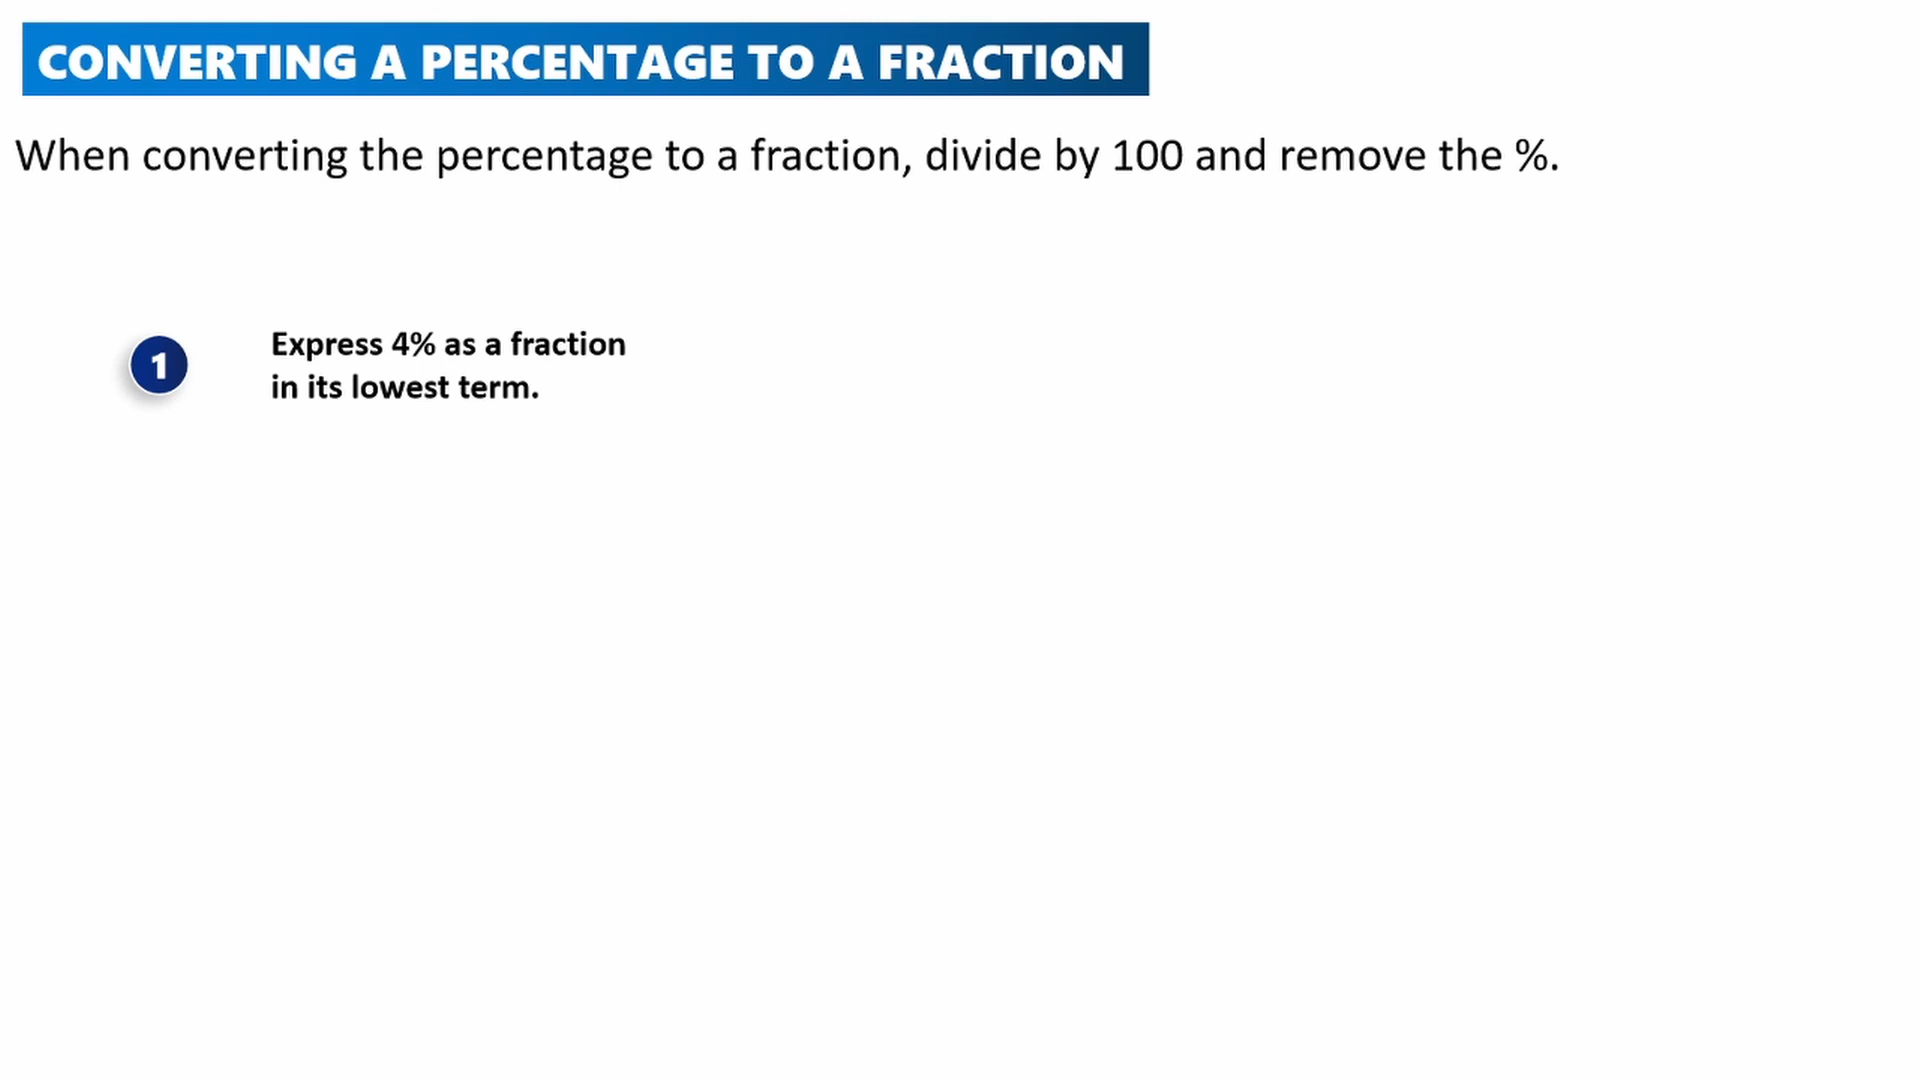 CONVERTING A PERCENTAGE TO A FRACTION
When converting the percentage to a fraction, divide by 100 and remove the %.
1
Express 4% as a fraction
in its lowest term.